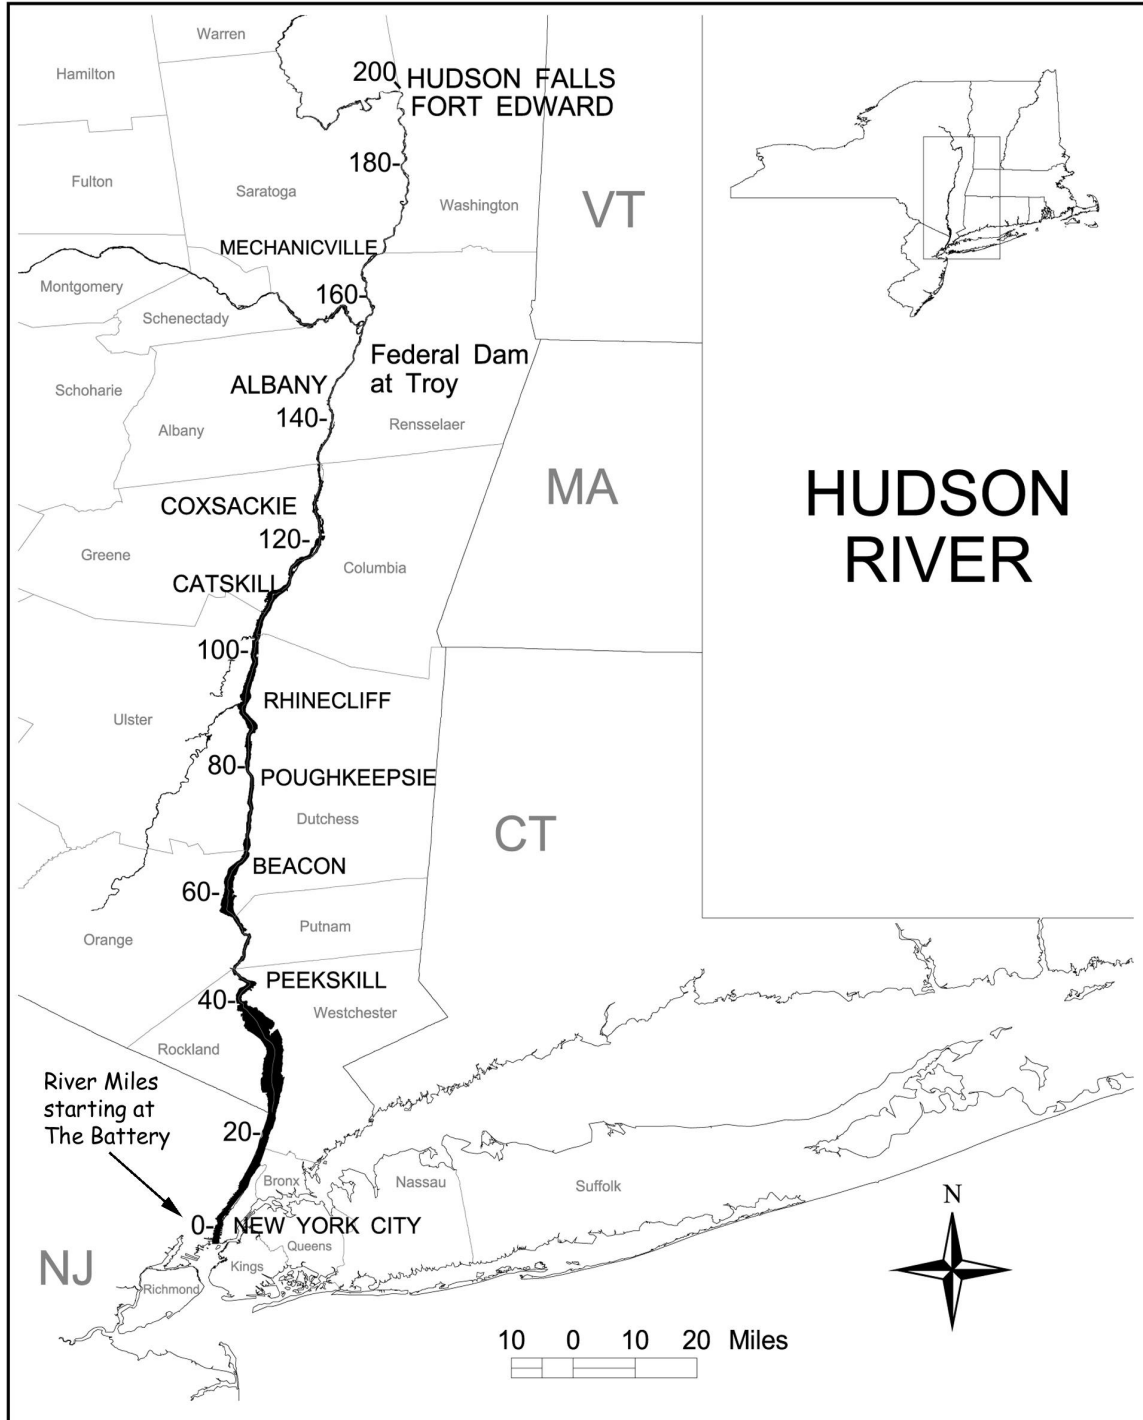 Warren
Hamilton
200
HUDSON FALLS
FORT EDWARD
180-
Fulton
Saratoga
Washington
VT
MECHANICVILLE
Montgomery
160-
Schenectady
Federal Dam
at Troy
ALBANY
Schoharie
140-
Albany
Rensselaer
MA
HUDSON
RIVER
COXSACKIE
120-
Greene
Columbia
CATSKILL
100-
RHINECLIFF
Ulster
80-
POUGHKEEPSIE
Dutchess
CT
BEACON
60-
Putnam
Orange
PEEKSKILL
40-
Westchester
Rockland
River Miles
starting at
The Battery
20-
Bronx
Nassau
Suffolk
N
0-
NEW YORK CITY
Queens
Kings
NJ
Richmond
10 0 10 20 Miles